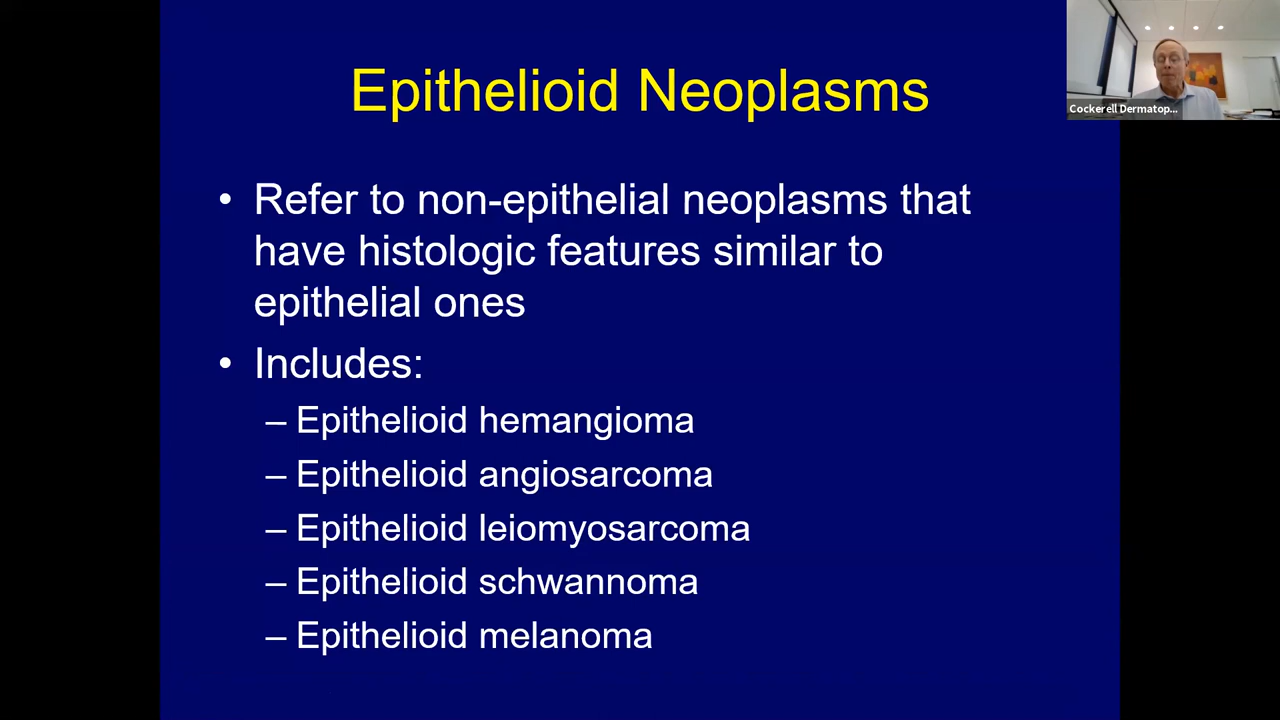 Epithelioid Neoplasms
Cockerell Dermatop...
• Refer to non-epithelial neoplasms that
have histologic features similar to
epithelial ones
• Includes:
– Epithelioid hemangioma
– Epithelioid angiosarcoma
– Epithelioid leiomyosarcoma
– Epithelioid schwannoma
– Epithelioid melanoma